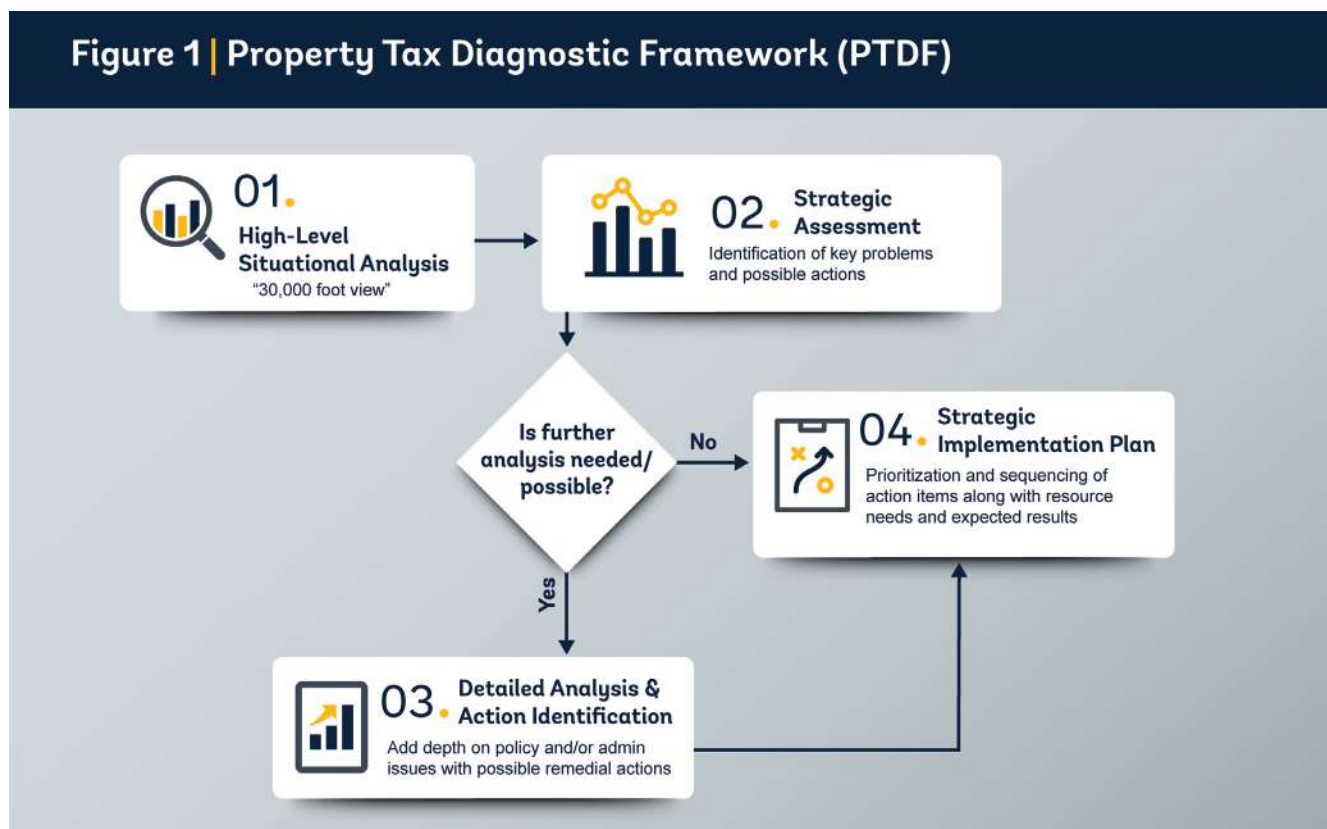 Figure 1 | Property Tax Diagnostic Framework (PTDF)
01.
High-Level
Situational Analysis
“30,000 foot view”
02.
Strategic
Assessment
Identification of key problems
and possible actions
Is further
analysis needed/
possible?
No
04.
Strategic
Implementation Plan
Prioritization and sequencing of
action items along with resource
needs and expected results
Yes
03.
Detailed Analysis &
Action Identification
Add depth on policy and/or admin
issues with possible remedial actions